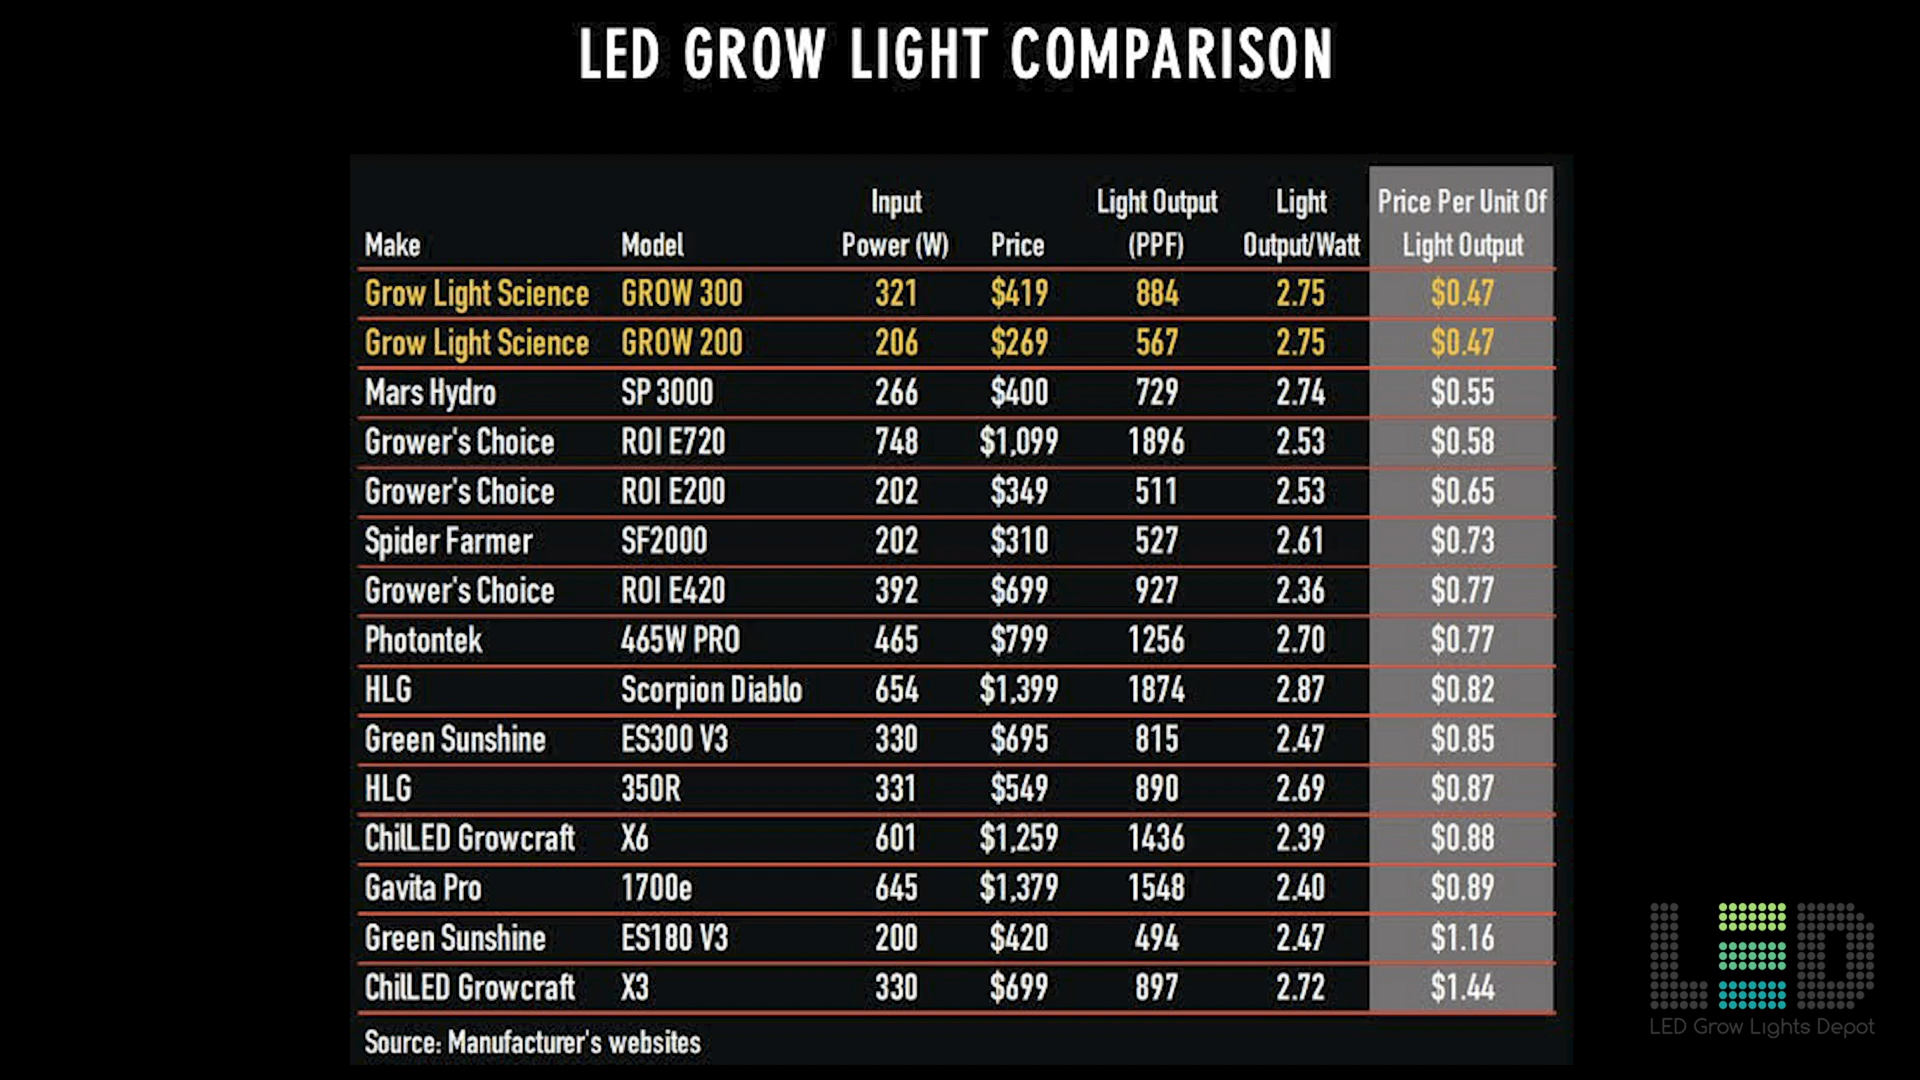 LED GROW LIGHT COMPARISON
Make Model Input Power (W) Price Light Output (PPF) Light Output/Watt Price Per Unit Of Light Output
Grow Light Science GROW 300 321 $419 884 2.75 $0.47
Grow Light Science GROW 200 206 $269 567 2.75 $0.47
Mars Hydro SP 3000 266 $400 729 2.74 $0.55
Grower's Choice ROI E720 748 $1,099 1896 2.53 $0.58
Grower's Choice ROI E200 202 $349 511 2.53 $0.65
Spider Farmer SF2000 202 $310 527 2.61 $0.73
Grower's Choice ROI E420 392 $699 927 2.36 $0.77
Photontek 465W PRO 465 $799 1256 2.70 $0.77
HLG Scorpion Diablo 654 $1,399 1874 2.87 $0.82
Green Sunshine ES300 V3 330 $695 815 2.47 $0.85
HLG 350R 331 $549 890 2.69 $0.87
ChilLED Growcraft X6 601 $1,259 1436 2.39 $0.88
Gavita Pro 1700e 645 $1,379 1548 2.40 $0.89
Green Sunshine ES180 V3 200 $420 494 2.47 $1.16
ChilLED Growcraft X3 330 $699 897 2.72 $1.44
Source: Manufacturer's websites
LED
LED Grow Lights Depot